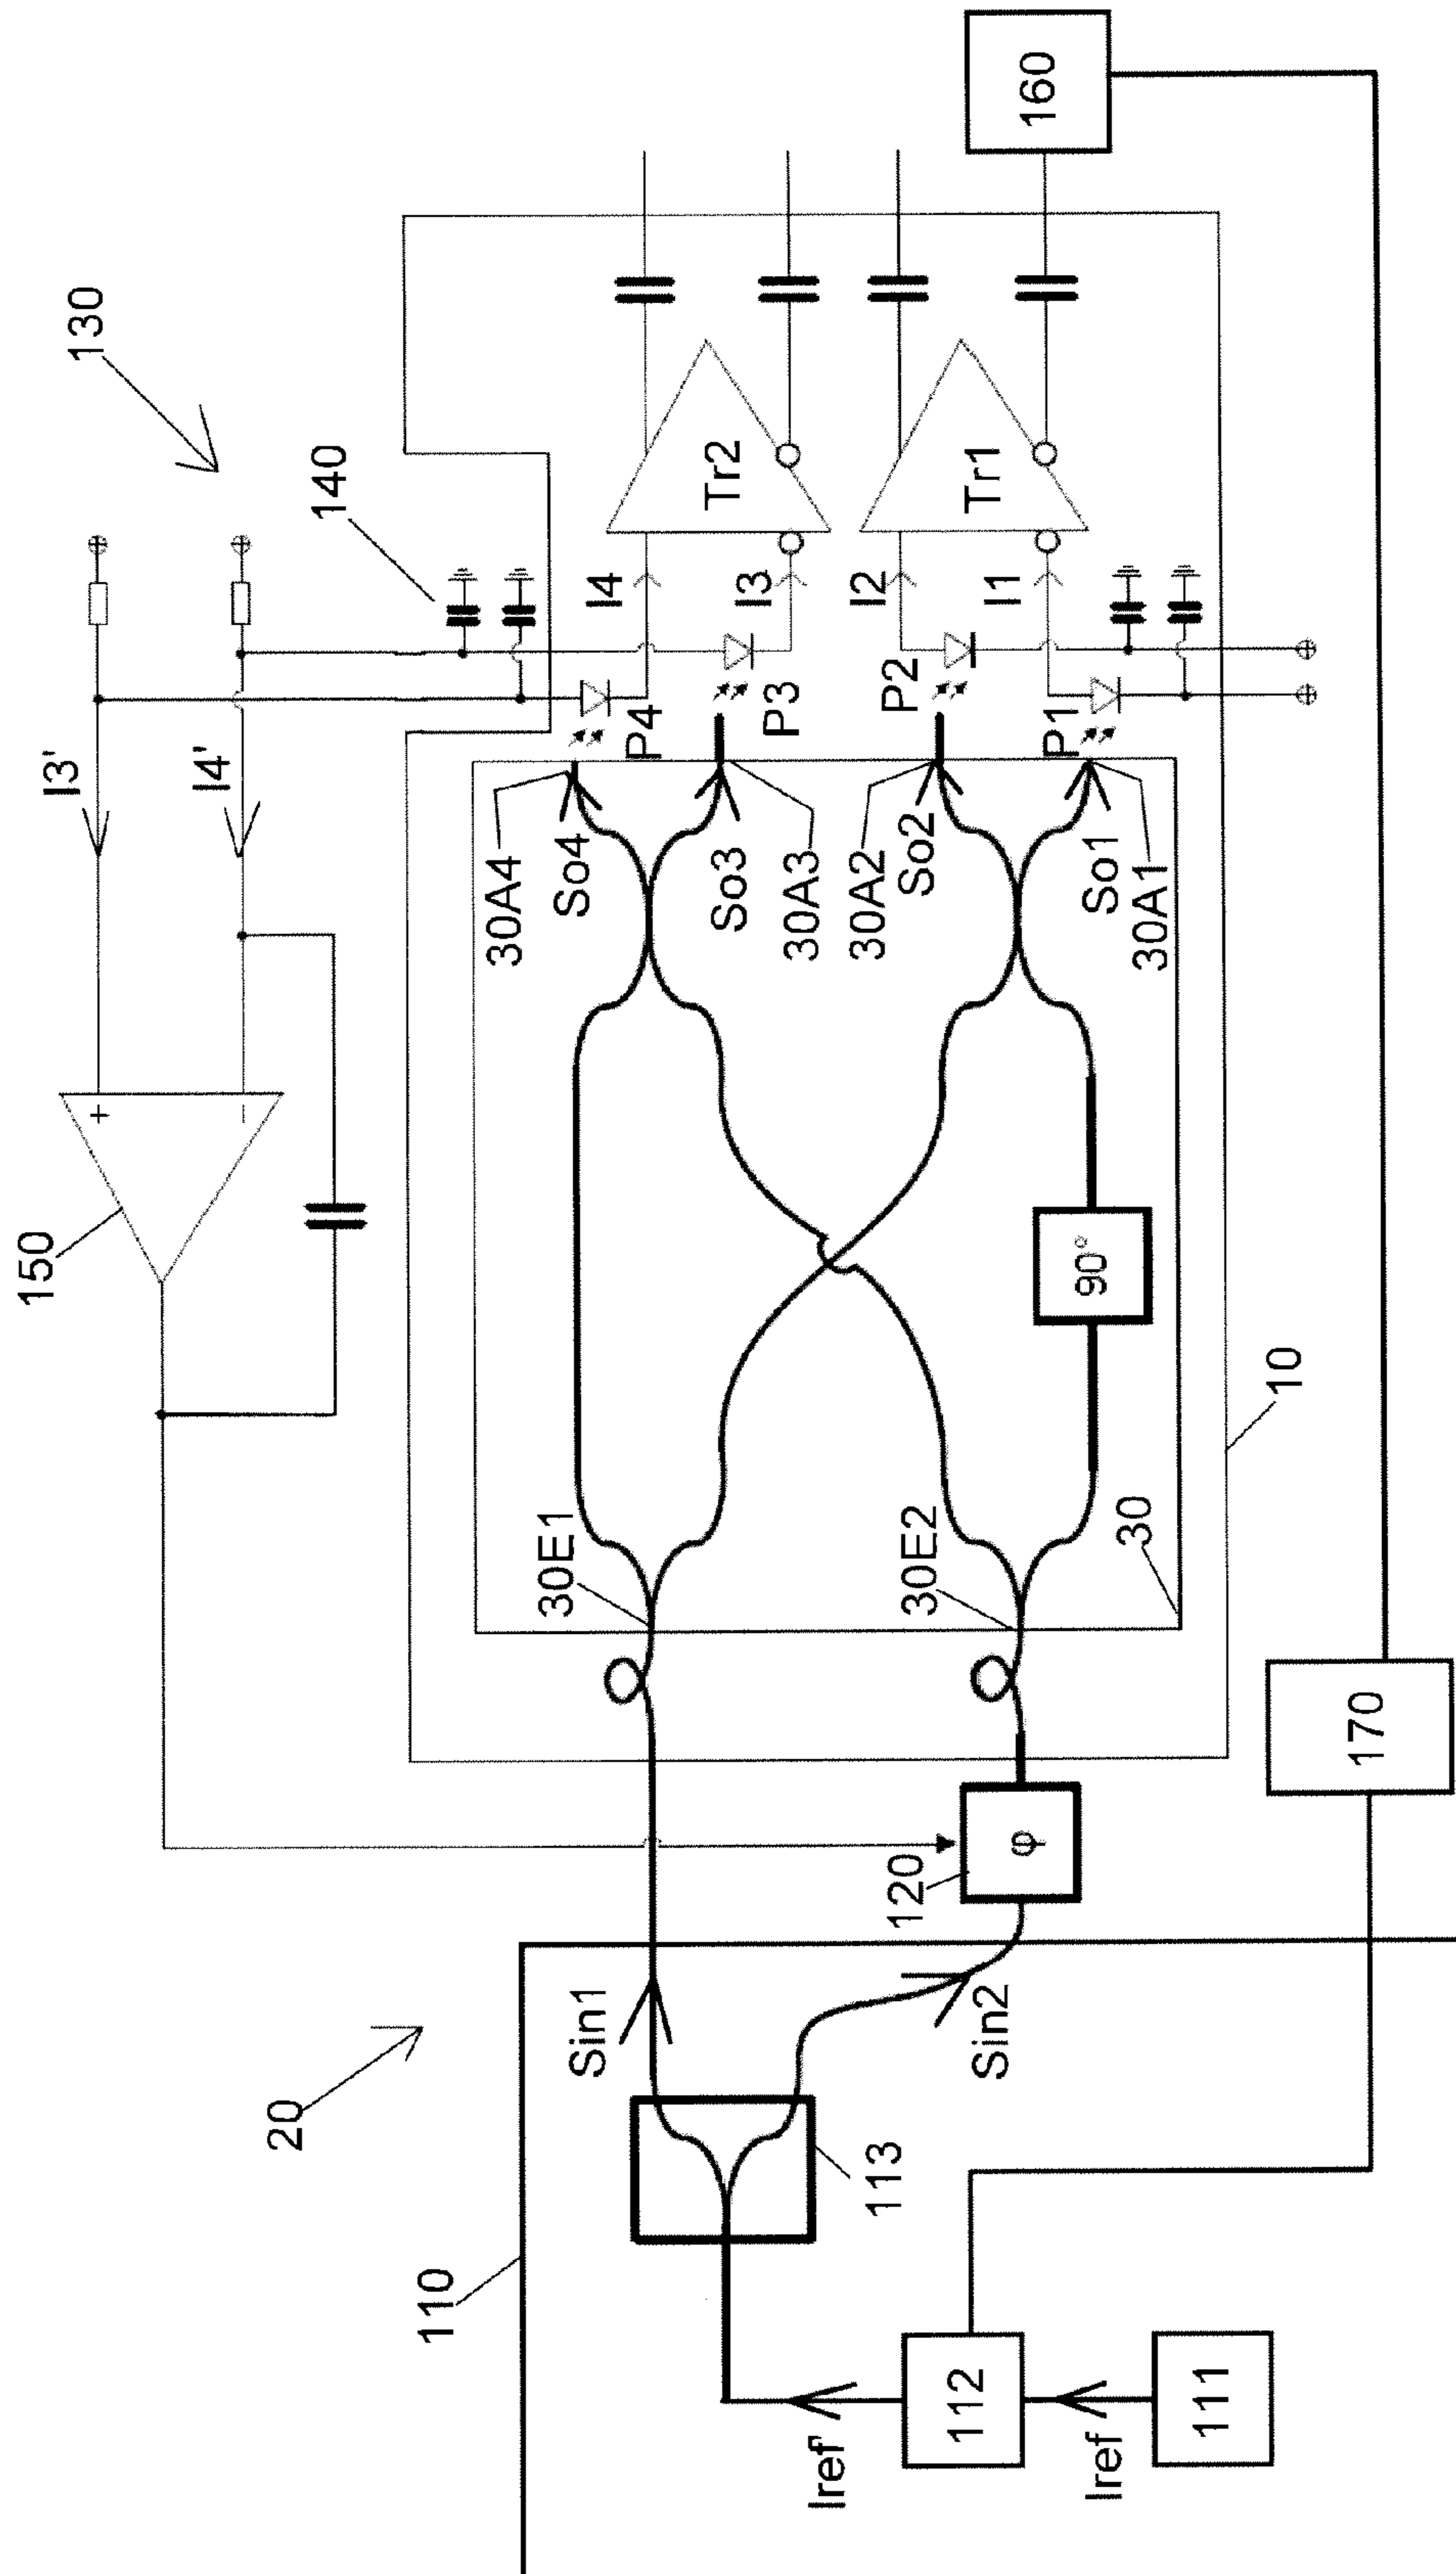 130
150
I3'
I4'
140
+
−
160
Tr2
Tr1
I4
I3
I2
I1
P4
P3
P2
P1
30A4
So4
So3
30A3
30A2
So2
So1
30A1
90°
10
30E1
30E2
30
170
120
φ
20
Sin1
Sin2
113
110
Iref'
112
Iref
111